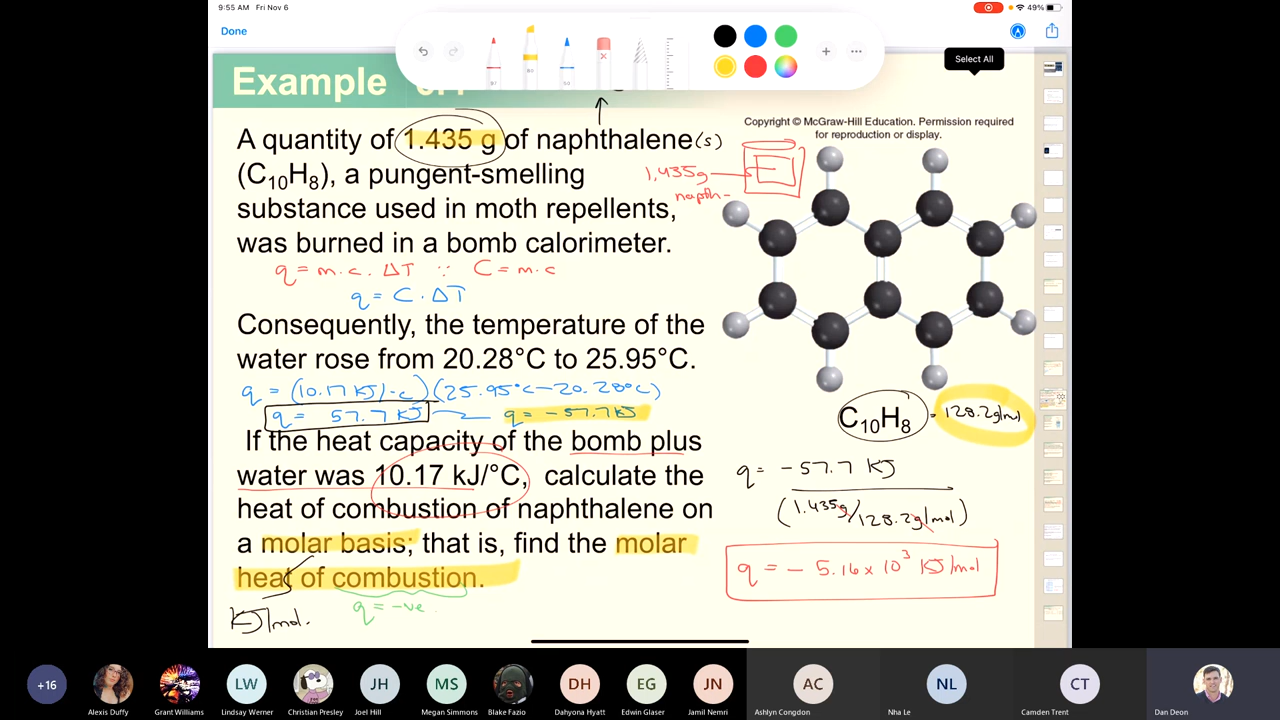 9:55 AM Fri Nov 6
49%
Done
Select All
Example
Copyright © McGraw-Hill Education. Permission required
for reproduction or display.
A quantity of 1.435 g of naphthalene(s)
(C10H8), a pungent-smelling
substance used in moth repellents,
was burned in a bomb calorimeter.
1.435g
napth-
q = m.c. ΔT ∵ C = m.c
q = C . ΔT
Consequently, the temperature of the
water rose from 20.28°C to 25.95°C.
q = (10.17 KJ/°C)(25.95°C-20.28°C)
q = 57.7 KJ
q = -57.7 KJ
C10H8 = 128.2g/mol
If the heat capacity of the bomb plus
water was 10.17 kJ/°C, calculate the
heat of combustion of naphthalene on
a molar basis; that is, find the molar
heat of combustion.
q = -ve.
KJ/mol.
q = -57.7 KJ
(1.435g/128.2g/mol)
q = - 5.16 x 10³ KJ/mol
+16
LW
JH
MS
DH
EG
JN
AC
NL
CT
Alexis Duffy
Grant Williams
Lindsay Werner
Christian Presley
Joel Hill
Megan Simmons
Blake Fazio
Dahyona Hyatt
Edwin Glaser
Jamil Nemri
Ashlyn Congdon
Nha Le
Camden Trent
Dan Deon